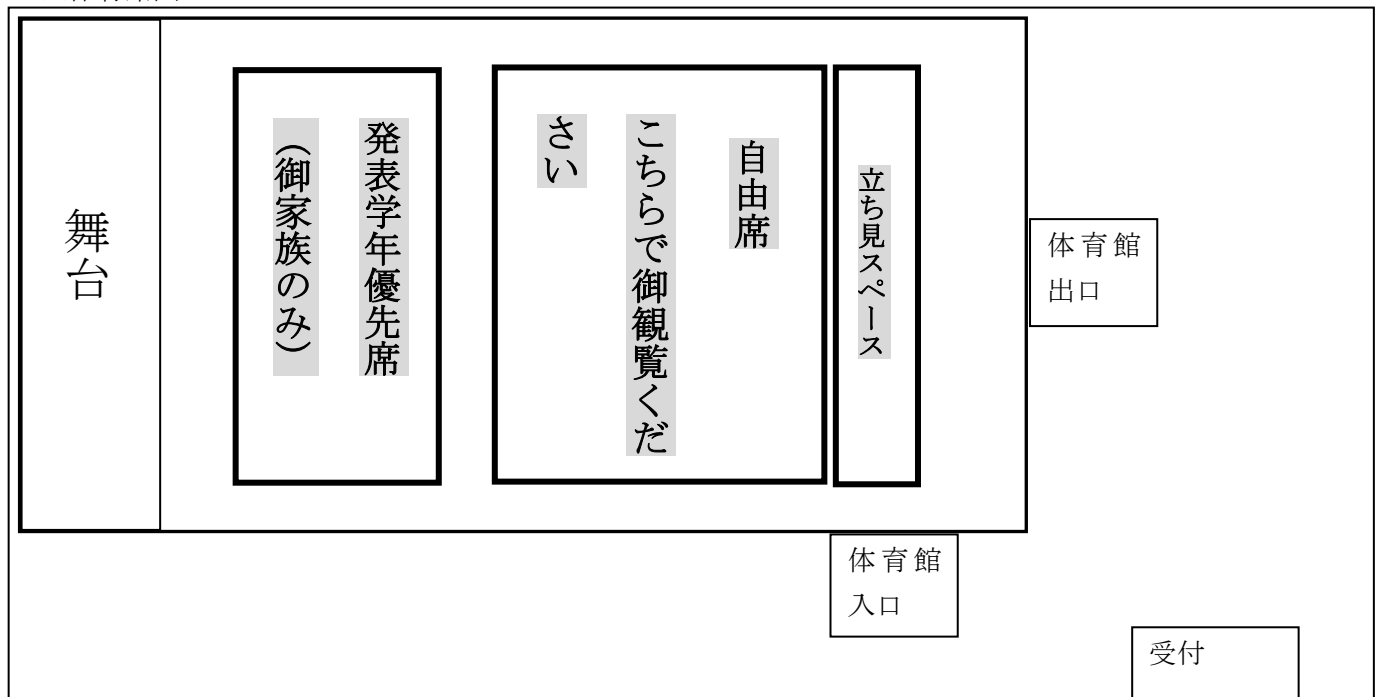 舞台
発表学年優先席
（御家族のみ）
自由席
こちらで御観覧くだ
さい
立ち見スペース
体育館
出口
体育館
入口
受付